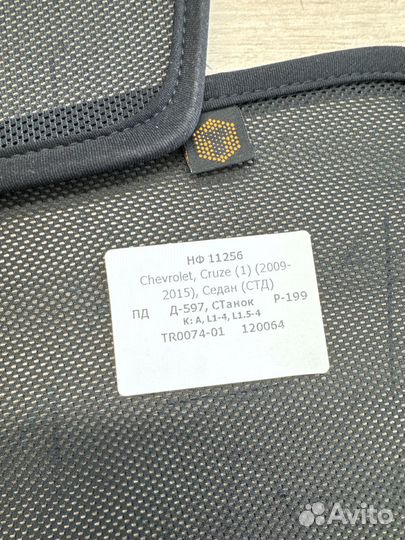 НФ 11256
Chevrolet, Cruze (1) (2009-
2015), Седан (СТД)
ПД Д-597, СТанок Р-199
К: А, L1-4, L1.5-4
TR0074-01 120064
Avito